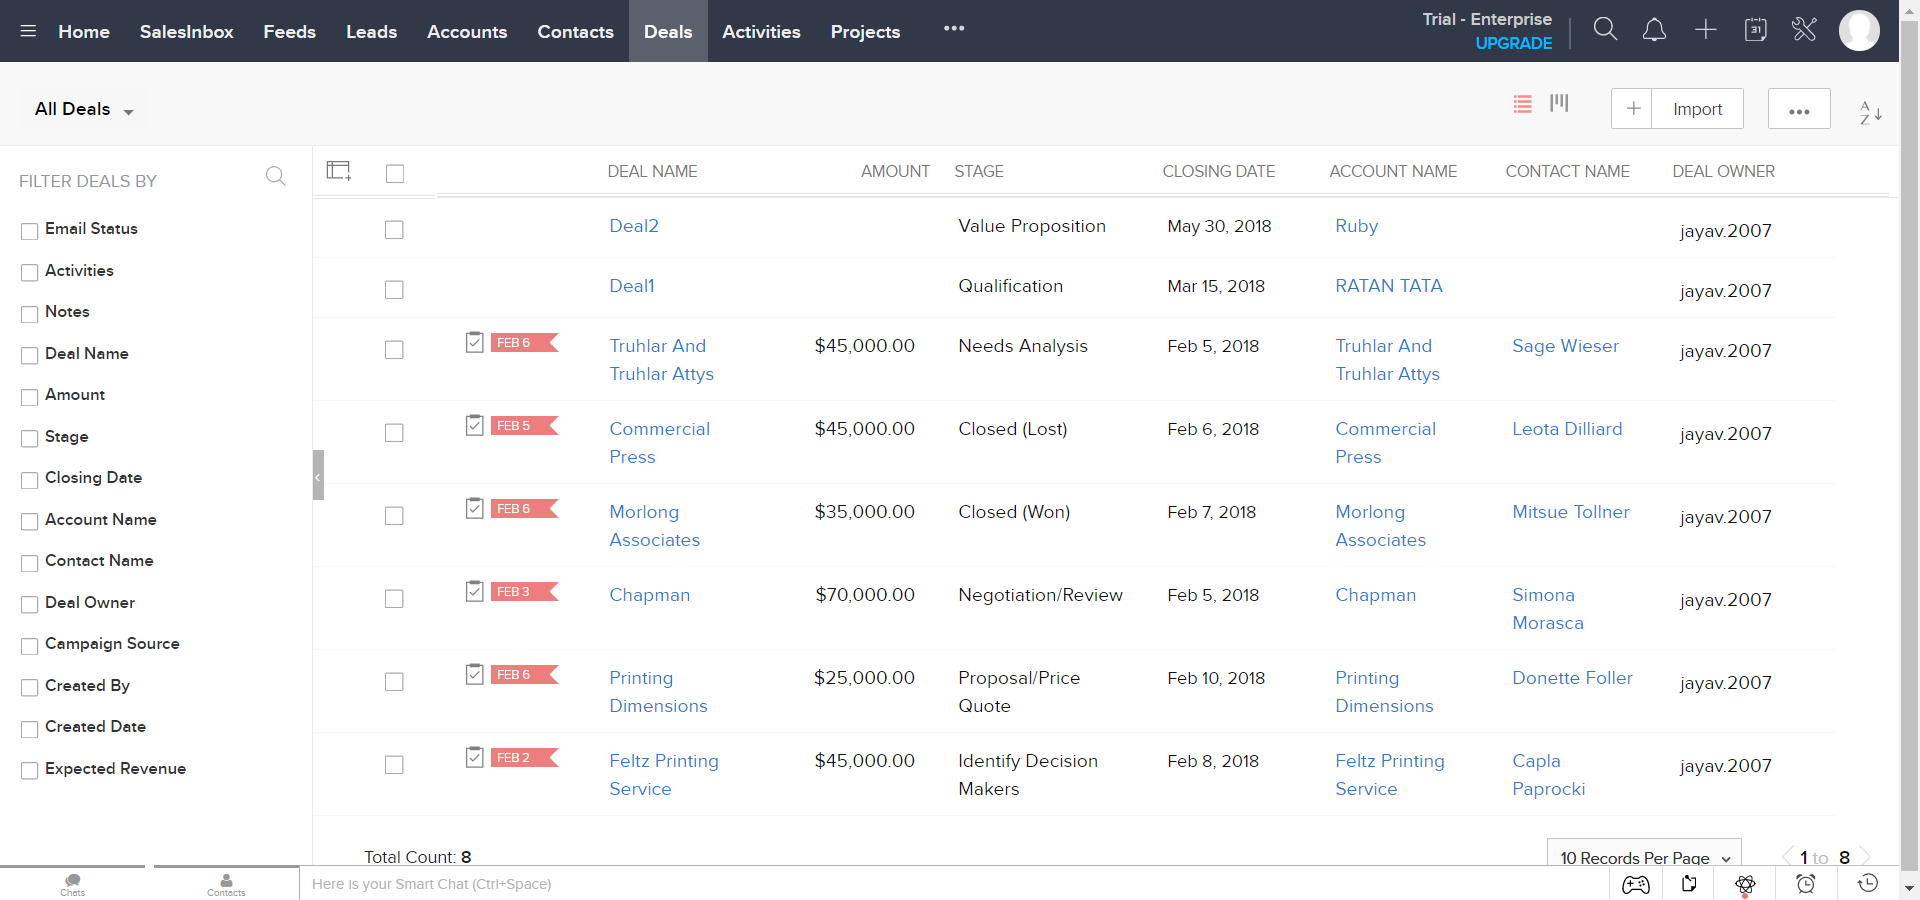 Home SalesInbox Feeds Leads Accounts Contacts Deals Activities Projects ••• Trial - Enterprise
UPGRADE
31
All Deals
+ Import ••• A
Z
FILTER DEALS BY
Email Status
Activities
Notes
Deal Name
Amount
Stage
Closing Date
Account Name
Contact Name
Deal Owner
Campaign Source
Created By
Created Date
Expected Revenue
DEAL NAME AMOUNT STAGE CLOSING DATE ACCOUNT NAME CONTACT NAME DEAL OWNER
Deal2 Value Proposition May 30, 2018 Ruby jayav.2007
Deal1 Qualification Mar 15, 2018 RATAN TATA jayav.2007
FEB 6 Truhlar And $45,000.00 Needs Analysis Feb 5, 2018 Truhlar And Sage Wieser jayav.2007
Truhlar Attys Truhlar Attys
FEB 5 Commercial $45,000.00 Closed (Lost) Feb 6, 2018 Commercial Leota Dilliard jayav.2007
Press Press
FEB 6 Morlong $35,000.00 Closed (Won) Feb 7, 2018 Morlong Mitsue Tollner jayav.2007
Associates Associates
FEB 3 Chapman $70,000.00 Negotiation/Review Feb 5, 2018 Chapman Simona jayav.2007
Morasca
FEB 6 Printing $25,000.00 Proposal/Price Feb 10, 2018 Printing Donette Foller jayav.2007
Dimensions Quote Dimensions
FEB 2 Feltz Printing $45,000.00 Identify Decision Feb 8, 2018 Feltz Printing Capla jayav.2007
Service Makers Service Paprocki
Total Count: 8 10 Records Per Page 1 to 8
Chats Contacts Here is your Smart Chat (Ctrl+Space)